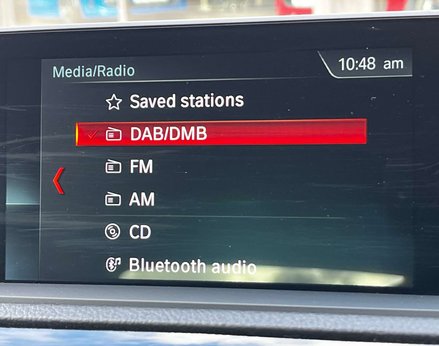 Media/Radio
10:48 am
Saved stations
DAB/DMB
FM
AM
CD
Bluetooth audio